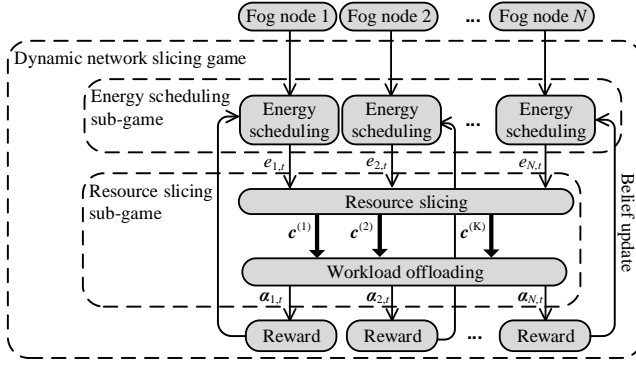 Fog node 1 Fog node 2 ... Fog node N
Dynamic network slicing game
Energy scheduling
sub-game
Energy
scheduling
Energy
scheduling
...
Energy
scheduling
e1,t e2,t eN,t
Resource slicing
sub-game
Resource slicing
c(1) c(2) c(K)
Workload offloading
α1,t α2,t αN,t
Reward Reward ... Reward
Belief update